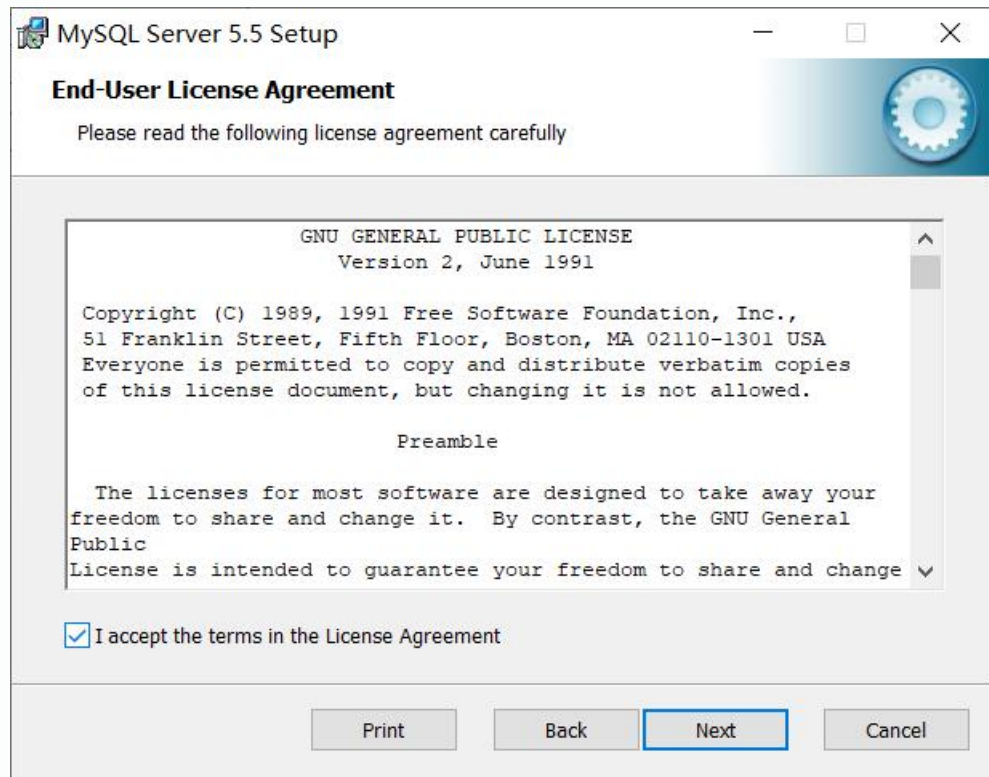 MySQL Server 5.5 Setup
End-User License Agreement
Please read the following license agreement carefully
GNU GENERAL PUBLIC LICENSE
Version 2, June 1991
Copyright (C) 1989, 1991 Free Software Foundation, Inc.,
51 Franklin Street, Fifth Floor, Boston, MA 02110-1301 USA
Everyone is permitted to copy and distribute verbatim copies
of this license document, but changing it is not allowed.
Preamble
The licenses for most software are designed to take away your
freedom to share and change it.  By contrast, the GNU General
Public
License is intended to guarantee your freedom to share and change
I accept the terms in the License Agreement
Print Back Next Cancel